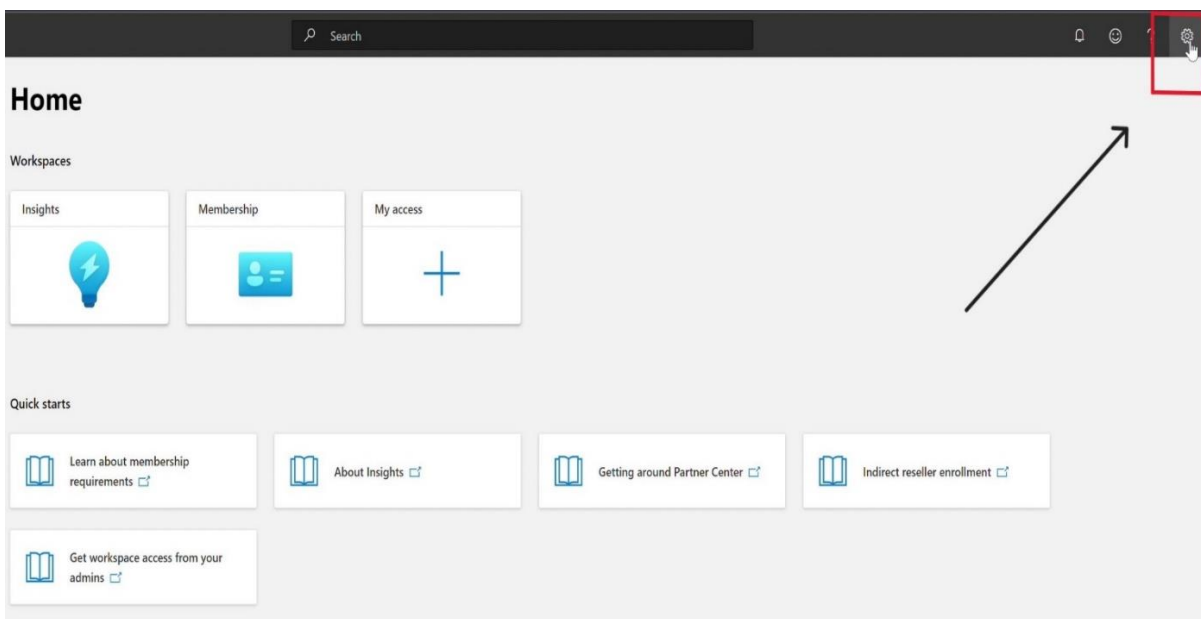 Search
?
Home
Workspaces
Insights
Membership
My access
Quick starts
Learn about membership
requirements
About Insights
Getting around Partner Center
Indirect reseller enrollment
Get workspace access from your
admins